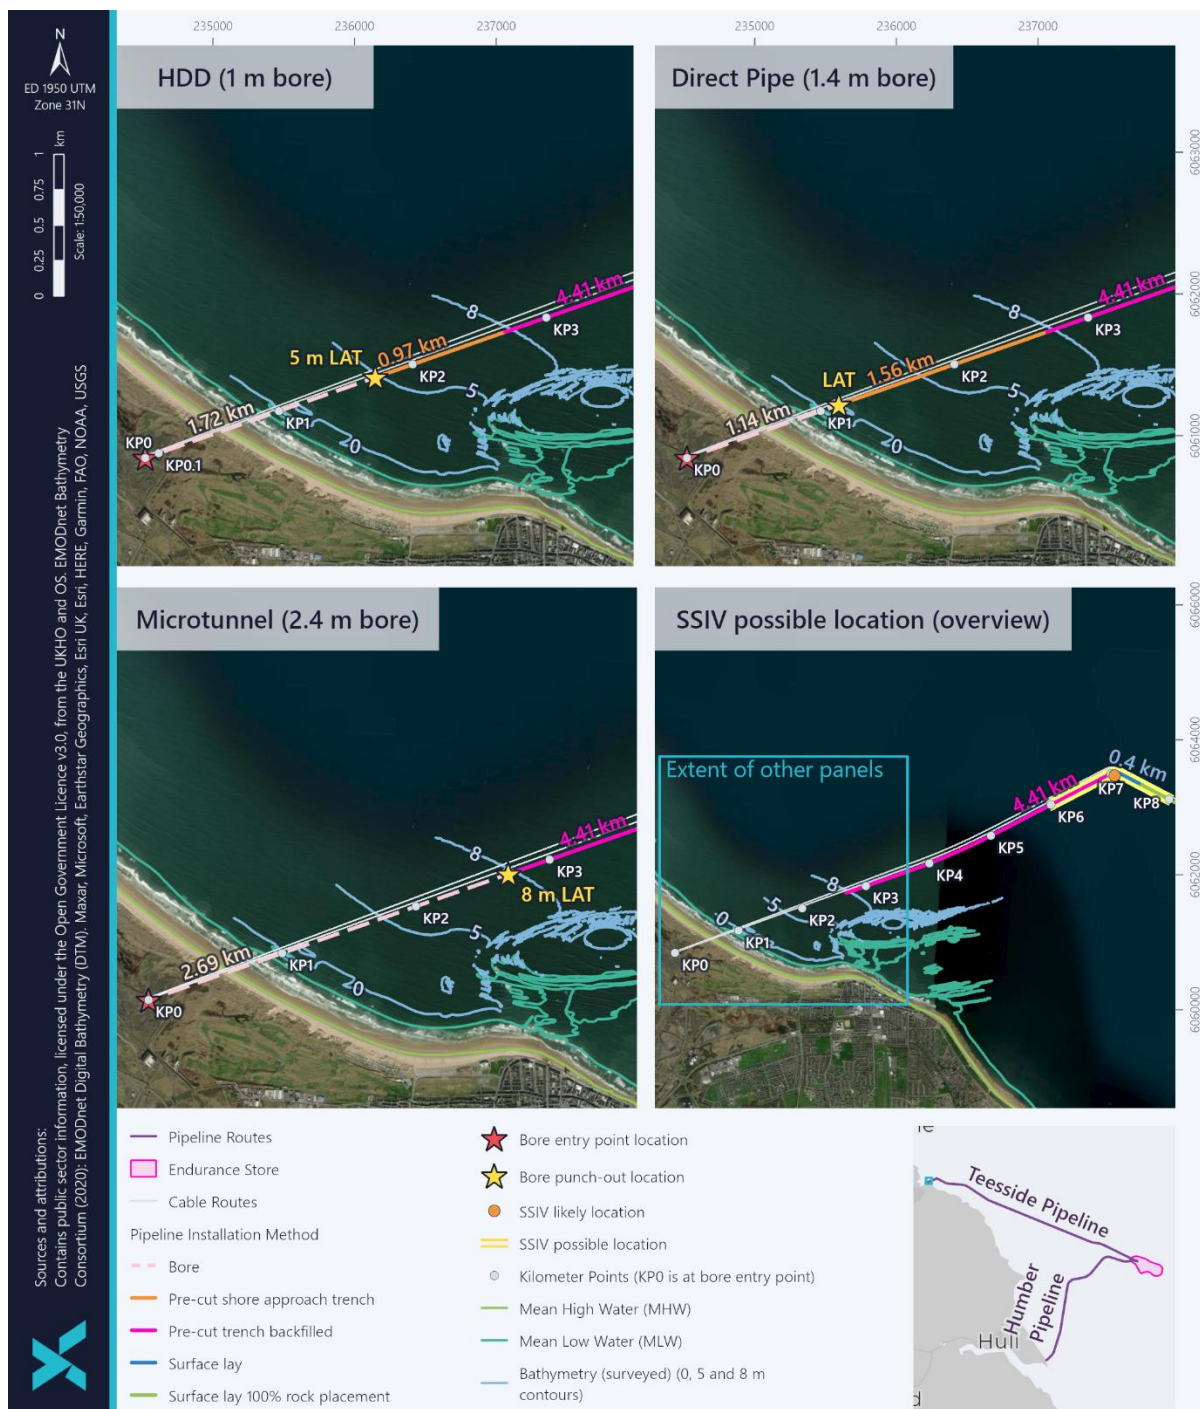 N
ED 1950 UTM
Zone 31N
0 0.25 0.5 0.75 1
km
Scale: 1:50,000
Sources and attributions:
Contains public sector information, licensed under the Open Government Licence v3.0, from the UKHO and OS. EMODnet Bathymetry
Consortium (2020): EMODnet Digital Bathymetry (DTM). Maxar, Microsoft, Earthstar Geographics, Esri UK, Esri, HERE, Garmin, FAO, NOAA, USGS
235000 236000 237000
235000 236000 237000
HDD (1 m bore)
8
4.41 km
KP3
0.97 km
5 m LAT
KP2
5
1.72 km
KP1
0
KP0
KP0.1
Direct Pipe (1.4 m bore)
8
4.41 km
KP3
1.56 km
LAT
KP2
5
1.14 km
KP1
0
KP0
6063000
6062000
6061000
Microtunnel (2.4 m bore)
8
4.41 km
KP3
8 m LAT
KP2
5
2.69 km
KP1
0
KP0
SSIV possible location (overview)
Extent of other panels
0.4 km
4.41 km
KP7
KP8
KP6
KP5
KP4
8
KP3
5
KP2
0
KP1
KP0
6066000
6064000
6062000
6060000
Pipeline Routes
Endurance Store
Cable Routes
Pipeline Installation Method
Bore
Pre-cut shore approach trench
Pre-cut trench backfilled
Surface lay
Surface lay 100% rock placement
Bore entry point location
Bore punch-out location
SSIV likely location
SSIV possible location
Kilometer Points (KP0 is at bore entry point)
Mean High Water (MHW)
Mean Low Water (MLW)
Bathymetry (surveyed) (0, 5 and 8 m
contours)
Teesside Pipeline
Humber
Pipeline
Hull